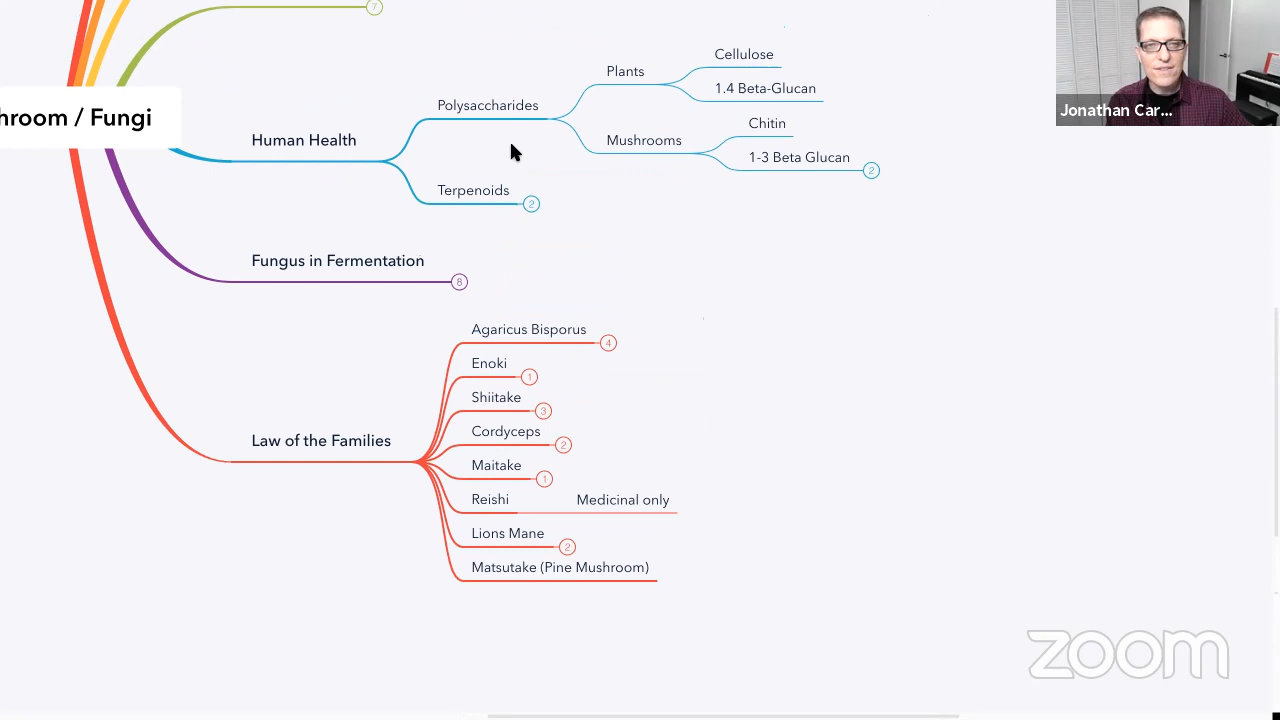 7
Jonathan Car...
hroom / Fungi
Human Health
Polysaccharides
Plants
Cellulose
1.4 Beta-Glucan
Mushrooms
Chitin
1-3 Beta Glucan
2
Terpenoids
2
Fungus in Fermentation
8
Law of the Families
Agaricus Bisporus
4
Enoki
1
Shiitake
3
Cordyceps
2
Maitake
1
Reishi
Medicinal only
Lions Mane
2
Matsutake (Pine Mushroom)
zoom